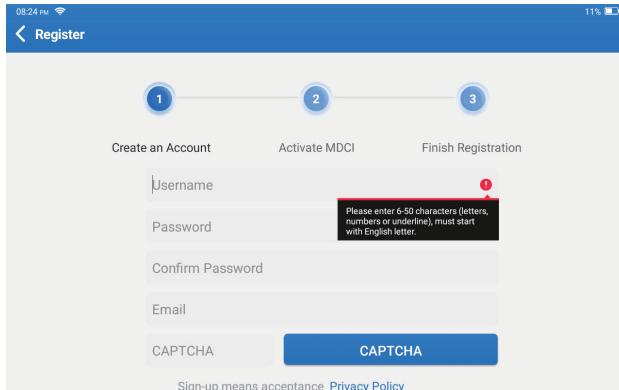 08:24 PM 11%
Register
1 2 3
Create an Account Activate MDCI Finish Registration
Username
Please enter 6-50 characters (letters,
numbers or underline), must start
with English letter.
Password
Confirm Password
Email
CAPTCHA CAPTCHA
Sign-up means acceptance Privacy Policy